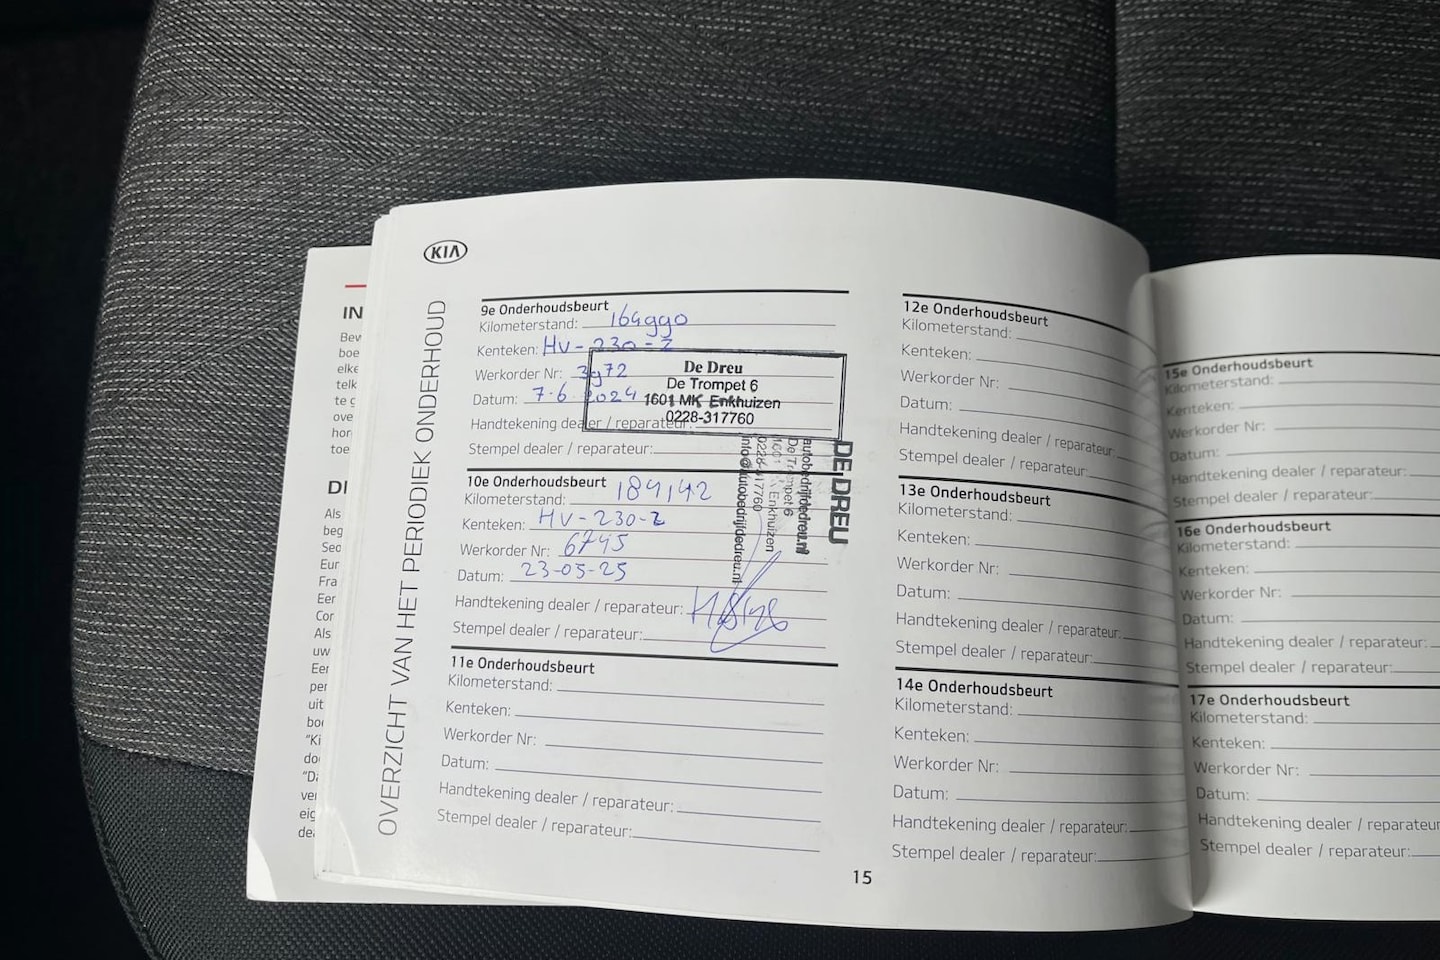 KIA
OVERZICHT VAN HET PERIODIEK ONDERHOUD
9e Onderhoudsbeurt
Kilometerstand: 164990
Kenteken: HV-230-Z
Werkorder Nr: 3972
Datum: 7-6-2024
Handtekening dealer / reparateur:
Stempel dealer / reparateur:
De Dreu
De Trompet 6
1601 MK Enkhuizen
0228-317760
10e Onderhoudsbeurt
Kilometerstand: 184142
Kenteken: HV-230-Z
Werkorder Nr: 6745
Datum: 23-05-25
Handtekening dealer / reparateur:
Stempel dealer / reparateur:
DE DREU
autobedrijfdedreu.nl
De Trompet 6
1601 Enkhuizen
0228-317760
info@autobedrijfdedreu.nl
11e Onderhoudsbeurt
Kilometerstand:
Kenteken:
Werkorder Nr:
Datum:
Handtekening dealer / reparateur:
Stempel dealer / reparateur:
12e Onderhoudsbeurt
Kilometerstand:
Kenteken:
Werkorder Nr:
Datum:
Handtekening dealer / reparateur:
Stempel dealer / reparateur:
13e Onderhoudsbeurt
Kilometerstand:
Kenteken:
Werkorder Nr:
Datum:
Handtekening dealer / reparateur:
Stempel dealer / reparateur:
14e Onderhoudsbeurt
Kilometerstand:
Kenteken:
Werkorder Nr:
Datum:
Handtekening dealer / reparateur:
Stempel dealer / reparateur:
15
15e Onderhoudsbeurt
Kilometerstand:
Kenteken:
Werkorder Nr:
Datum:
Handtekening dealer / reparateur:
Stempel dealer / reparateur:
16e Onderhoudsbeurt
Kilometerstand:
Kenteken:
Werkorder Nr:
Datum:
Handtekening dealer / reparateur:
Stempel dealer / reparateur:
17e Onderhoudsbeurt
Kilometerstand:
Kenteken:
Werkorder Nr:
Datum:
Handtekening dealer / reparateur
Stempel dealer / reparateur: